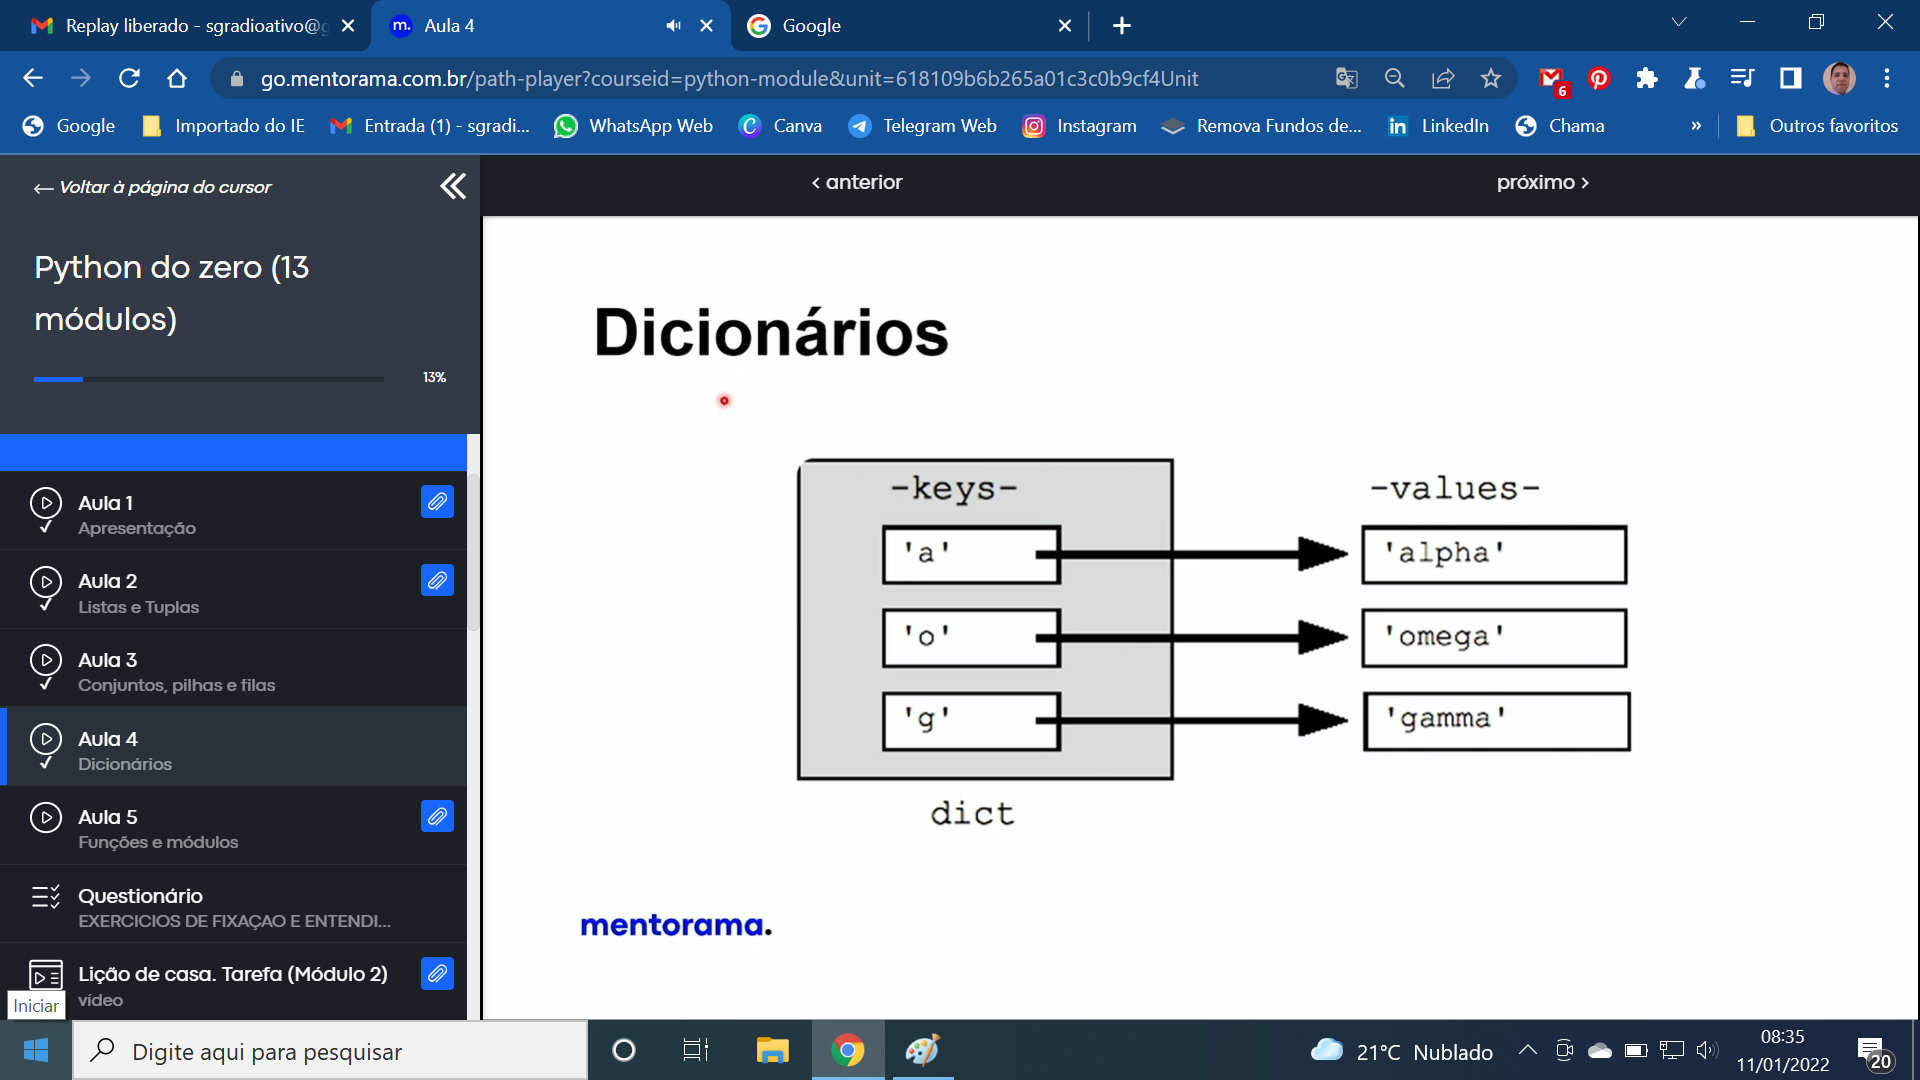 Replay liberado - sgradioativo@g
Aula 4
Google
go.mentorama.com.br/path-player?courseid=python-module&unit=618109b6b265a01c3c0b9cf4Unit
6
Google
Importado do IE
Entrada (1) - sgradi...
WhatsApp Web
Canva
Telegram Web
Instagram
Remova Fundos de...
LinkedIn
Chama
»
Outros favoritos
← Voltar à página do cursor
‹ anterior
próximo ›
Python do zero (13
módulos)
13%
Aula 1
Apresentação
Aula 2
Listas e Tuplas
Aula 3
Conjuntos, pilhas e filas
Aula 4
Dicionários
Aula 5
Funções e módulos
Questionário
EXERCICIOS DE FIXAÇAO E ENTENDI...
Lição de casa. Tarefa (Módulo 2)
vídeo
Iniciar
Dicionários
-keys-
-values-
'a'
'alpha'
'o'
'omega'
'g'
'gamma'
dict
mentorama.
Digite aqui para pesquisar
21°C Nublado
08:35
11/01/2022
20